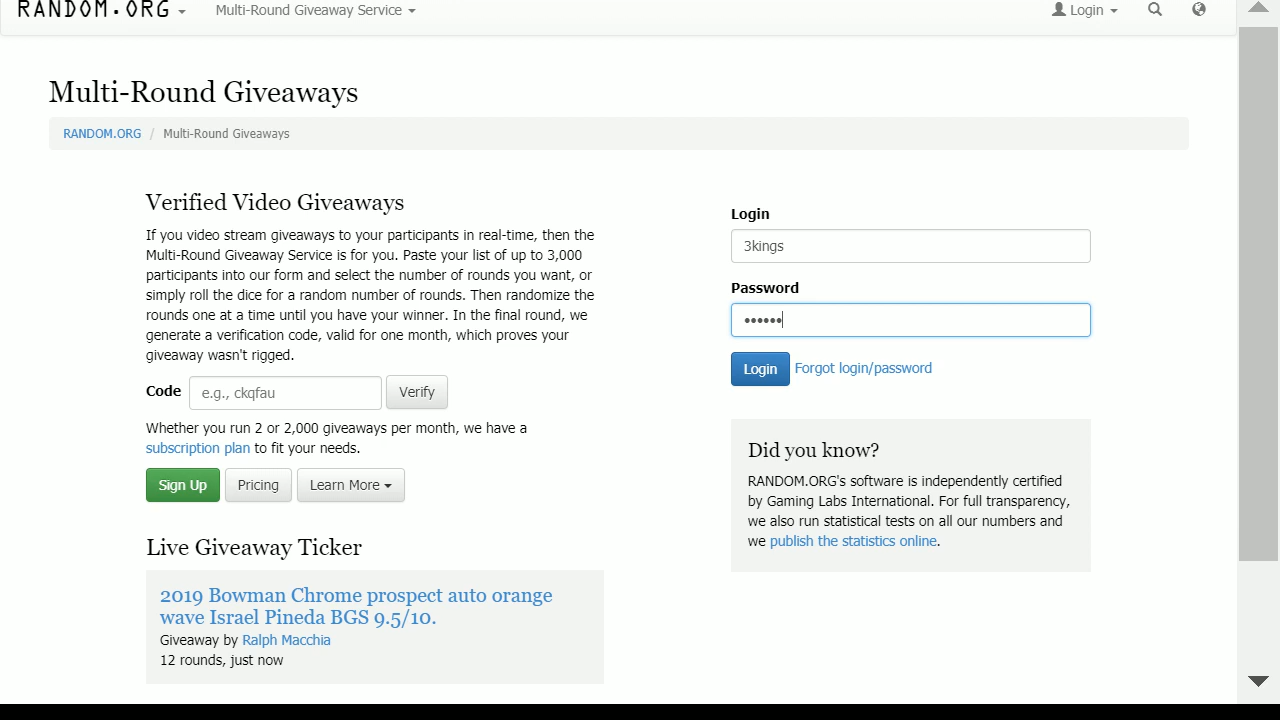 RANDOM.ORG
Multi-Round Giveaway Service
Login
Multi-Round Giveaways
RANDOM.ORG / Multi-Round Giveaways
Verified Video Giveaways
If you video stream giveaways to your participants in real-time, then the
Multi-Round Giveaway Service is for you. Paste your list of up to 3,000
participants into our form and select the number of rounds you want, or
simply roll the dice for a random number of rounds. Then randomize the
rounds one at a time until you have your winner. In the final round, we
generate a verification code, valid for one month, which proves your
giveaway wasn't rigged.
Code e.g., ckqfau Verify
Whether you run 2 or 2,000 giveaways per month, we have a
subscription plan to fit your needs.
Sign Up Pricing Learn More
Live Giveaway Ticker
2019 Bowman Chrome prospect auto orange
wave Israel Pineda BGS 9.5/10.
Giveaway by Ralph Macchia
12 rounds, just now
Login
3kings
Password
••••••
Login Forgot login/password
Did you know?
RANDOM.ORG's software is independently certified
by Gaming Labs International. For full transparency,
we also run statistical tests on all our numbers and
we publish the statistics online.